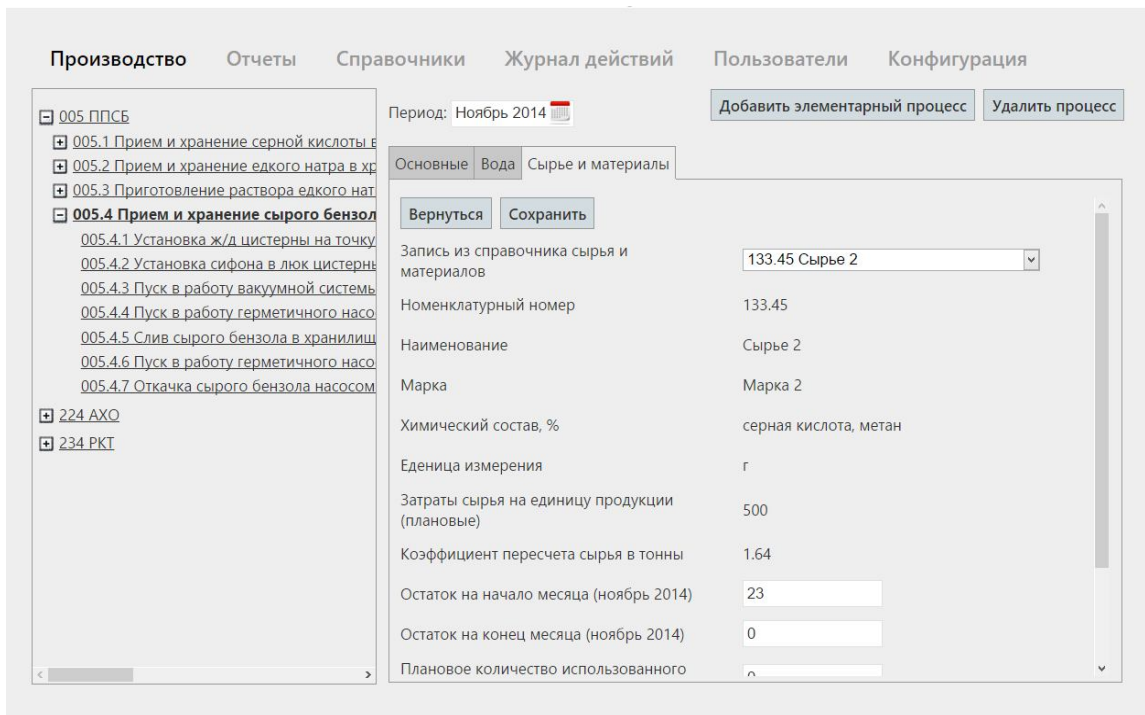 Производство Отчеты Справочники Журнал действий Пользователи Конфигурация
005 ППСБ
005.1 Прием и хранение серной кислоты в
005.2 Прием и хранение едкого натра в хр
005.3 Приготовление раствора едкого нат
005.4 Прием и хранение сырого бензол
005.4.1 Установка ж/д цистерны на точку
005.4.2 Установка сифона в люк цистерны
005.4.3 Пуск в работу вакуумной системы
005.4.4 Пуск в работу герметичного насо
005.4.5 Слив сырого бензола в хранилищ
005.4.6 Пуск в работу герметичного насо
005.4.7 Откачка сырого бензола насосом
224 АХО
234 РКТ
Период: Ноябрь 2014
Добавить элементарный процесс Удалить процесс
Основные Вода Сырье и материалы
Вернуться Сохранить
Запись из справочника сырья и
материалов
133.45 Сырье 2
Номенклатурный номер 133.45
Наименование Сырье 2
Марка Марка 2
Химический состав, % серная кислота, метан
Еденица измерения г
Затраты сырья на единицу продукции
(плановые)
500
Коэффициент пересчета сырья в тонны 1.64
Остаток на начало месяца (ноябрь 2014) 23
Остаток на конец месяца (ноябрь 2014) 0
Плановое количество использованного